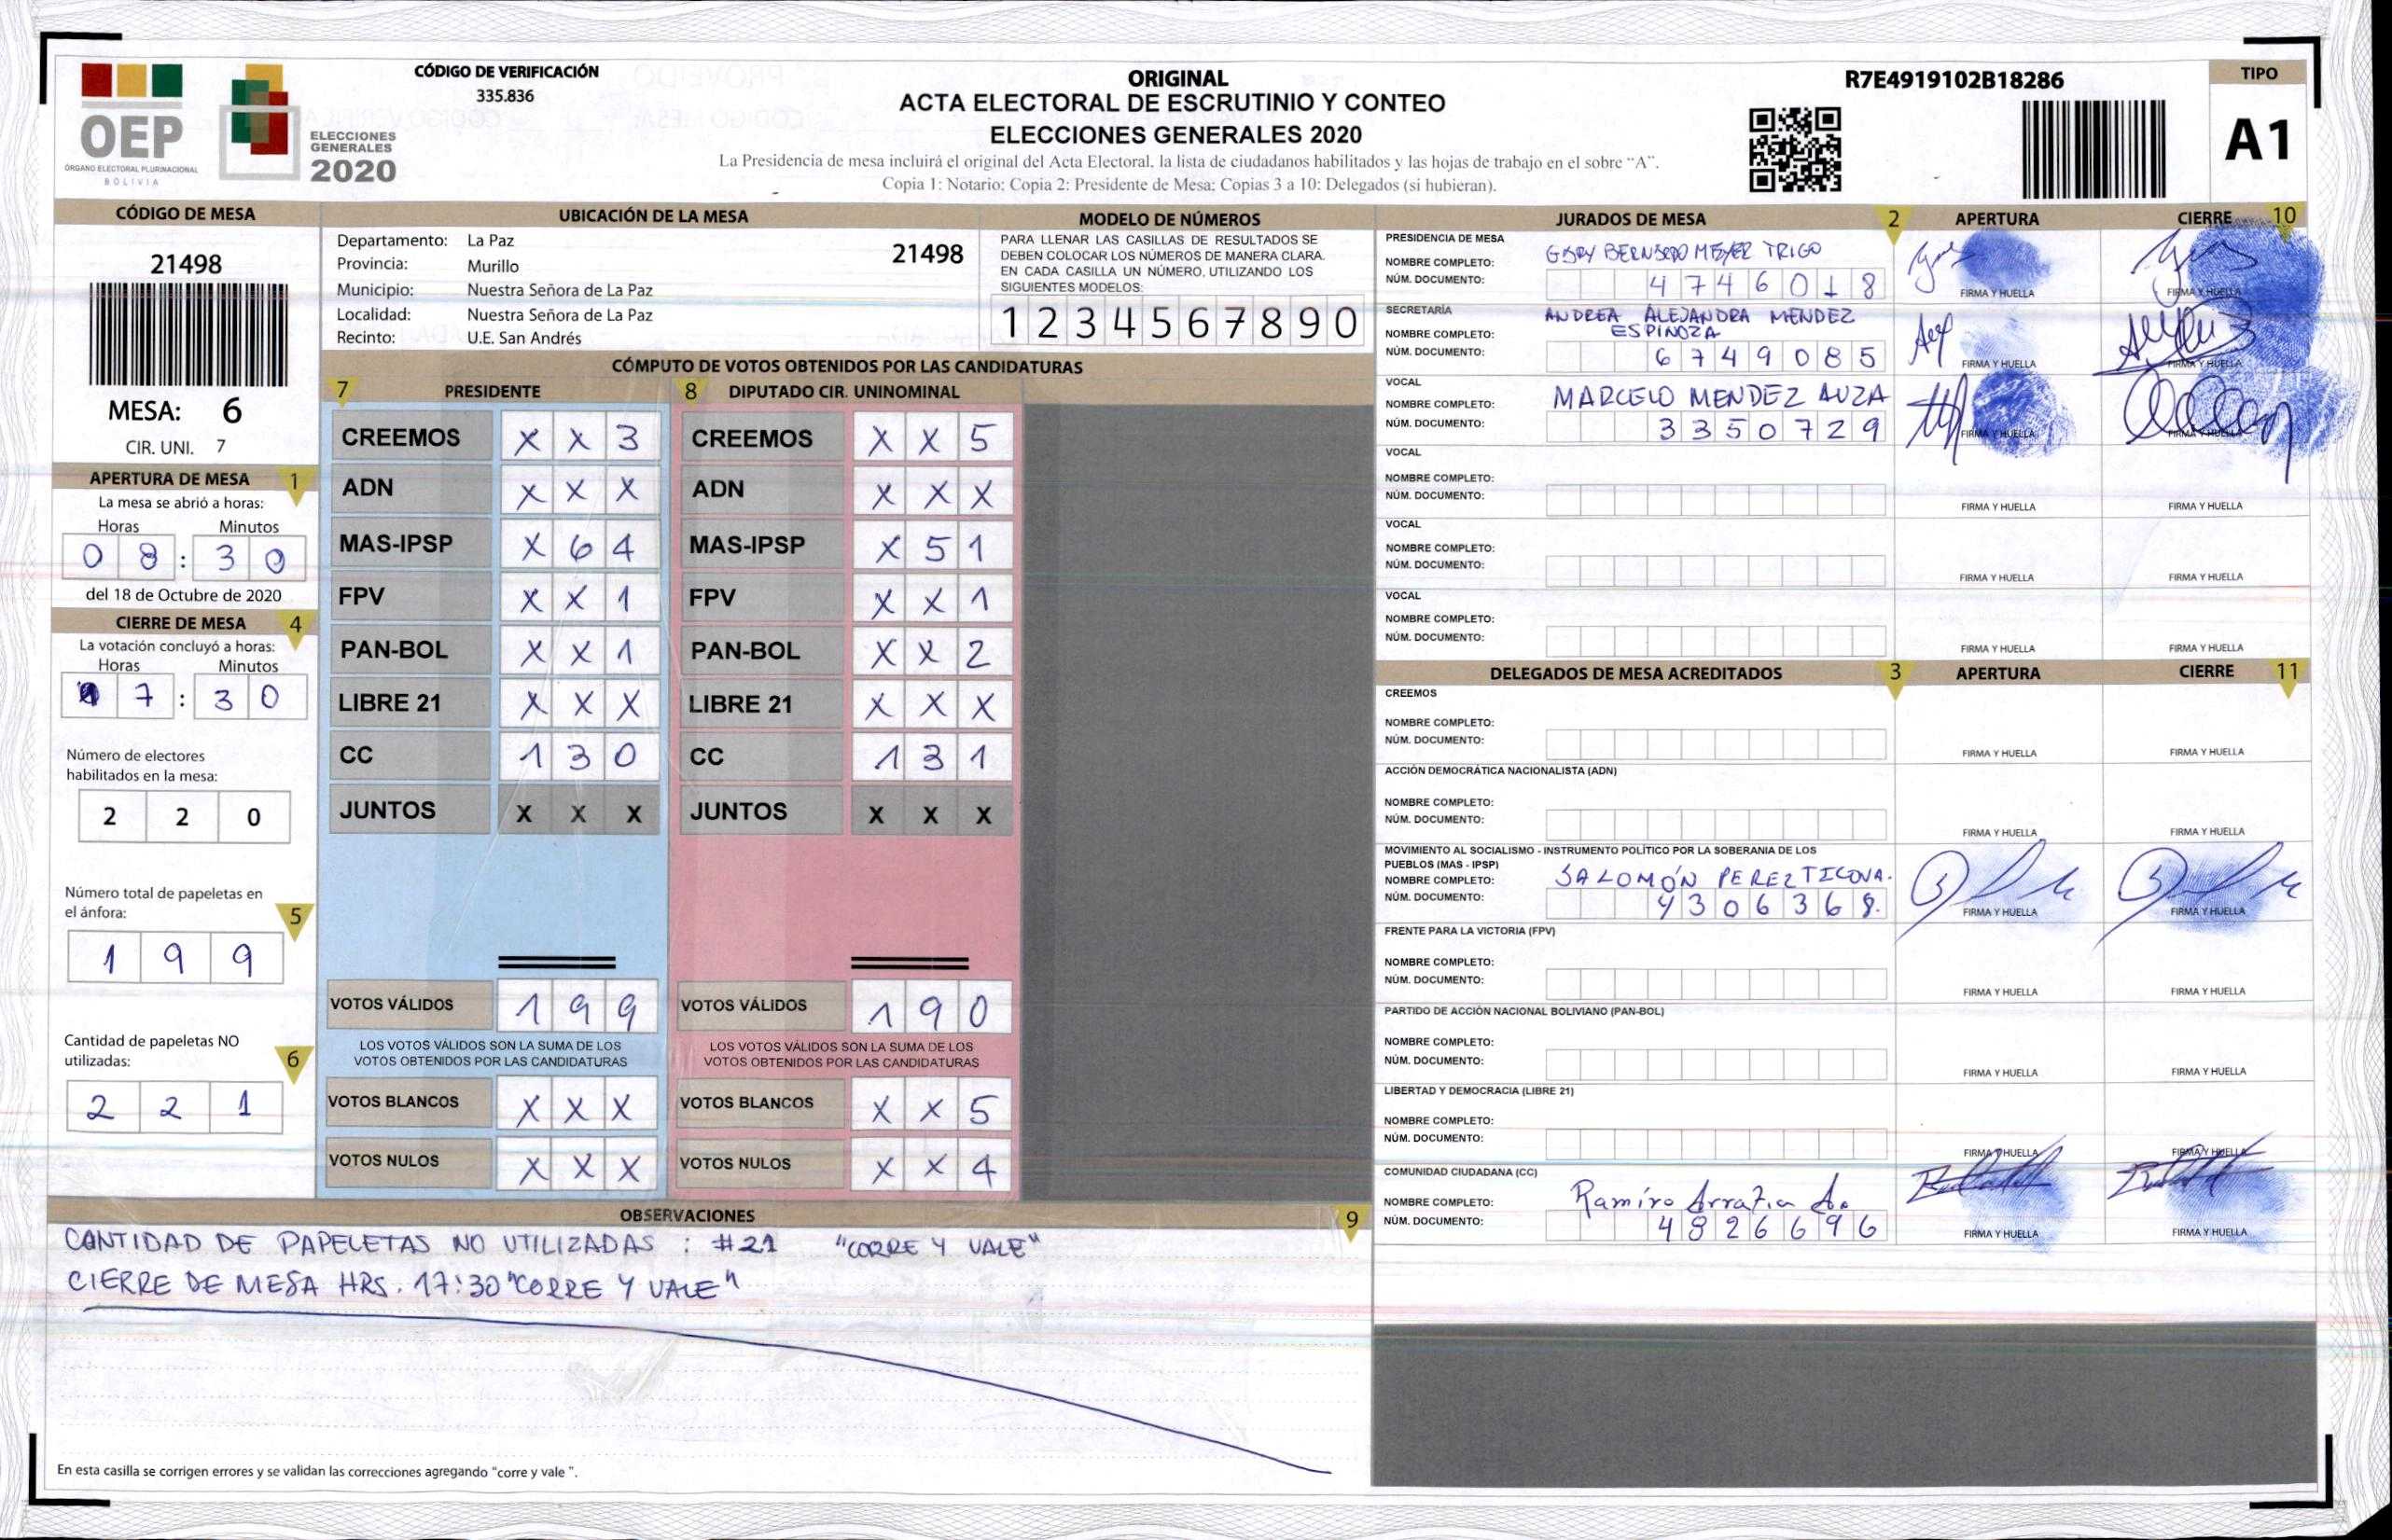 OEP
ÓRGANO ELECTORAL PLURINACIONAL
BOLIVIA
ELECCIONES
GENERALES
2020
CÓDIGO DE VERIFICACIÓN
335.836
ORIGINAL
ACTA ELECTORAL DE ESCRUTINIO Y CONTEO
ELECCIONES GENERALES 2020
La Presidencia de mesa incluirá el original del Acta Electoral, la lista de ciudadanos habilitados y las hojas de trabajo en el sobre “A”.
Copia 1: Notario; Copia 2: Presidente de Mesa; Copias 3 a 10: Delegados (si hubieran).
R7E4919102B18286
TIPO
A1
CÓDIGO DE MESA
21498
MESA: 6
CIR. UNI. 7
APERTURA DE MESA 1
La mesa se abrió a horas:
Horas Minutos
0 8 : 3 0
del 18 de Octubre de 2020
CIERRE DE MESA 4
La votación concluyó a horas:
Horas Minutos
7 : 3 0
Número de electores
habilitados en la mesa:
2 2 0
Número total de papeletas en
el ánfora: 5
1 9 9
Cantidad de papeletas NO
utilizadas: 6
2 2 1
UBICACIÓN DE LA MESA
Departamento: La Paz 21498
Provincia: Murillo
Municipio: Nuestra Señora de La Paz
Localidad: Nuestra Señora de La Paz
Recinto: U.E. San Andrés
MODELO DE NÚMEROS
PARA LLENAR LAS CASILLAS DE RESULTADOS SE
DEBEN COLOCAR LOS NÚMEROS DE MANERA CLARA.
EN CADA CASILLA UN NÚMERO, UTILIZANDO LOS
SIGUIENTES MODELOS:
1 2 3 4 5 6 7 8 9 0
CÓMPUTO DE VOTOS OBTENIDOS POR LAS CANDIDATURAS
7 PRESIDENTE 8 DIPUTADO CIR. UNINOMINAL
CREEMOS X X 3 CREEMOS X X 5
ADN X X X ADN X X X
MAS-IPSP X 6 4 MAS-IPSP X 5 1
FPV X X 1 FPV X X 1
PAN-BOL X X 1 PAN-BOL X X 2
LIBRE 21 X X X LIBRE 21 X X X
CC 1 3 0 CC 1 3 1
JUNTOS X X X JUNTOS X X X
VOTOS VÁLIDOS 1 9 9 VOTOS VÁLIDOS 1 9 0
LOS VOTOS VÁLIDOS SON LA SUMA DE LOS LOS VOTOS VÁLIDOS SON LA SUMA DE LOS
VOTOS OBTENIDOS POR LAS CANDIDATURAS VOTOS OBTENIDOS POR LAS CANDIDATURAS
VOTOS BLANCOS X X X VOTOS BLANCOS X X 5
VOTOS NULOS X X X VOTOS NULOS X X 4
OBSERVACIONES 9
CANTIDAD DE PAPELETAS NO UTILIZADAS : #21 "CORRE Y VALE"
CIERRE DE MESA HRS. 17:30 "CORRE Y VALE"
En esta casilla se corrigen errores y se validan las correcciones agregando “corre y vale ”.
JURADOS DE MESA 2 APERTURA CIERRE 10
PRESIDENCIA DE MESA
NOMBRE COMPLETO: GARY BERNARDO MEYER TRIGO
NÚM. DOCUMENTO: 4 7 4 6 0 1 8 FIRMA Y HUELLA FIRMA Y HUELLA
SECRETARÍA
NOMBRE COMPLETO: ANDREA ALEJANDRA MENDEZ
ESPINOZA
NÚM. DOCUMENTO: 6 7 4 9 0 8 5 FIRMA Y HUELLA FIRMA Y HUELLA
VOCAL
NOMBRE COMPLETO: MARCELO MENDEZ AUZA
NÚM. DOCUMENTO: 3 3 5 0 7 2 9 FIRMA Y HUELLA FIRMA Y HUELLA
VOCAL
NOMBRE COMPLETO:
NÚM. DOCUMENTO: FIRMA Y HUELLA FIRMA Y HUELLA
VOCAL
NOMBRE COMPLETO:
NÚM. DOCUMENTO: FIRMA Y HUELLA FIRMA Y HUELLA
VOCAL
NOMBRE COMPLETO:
NÚM. DOCUMENTO: FIRMA Y HUELLA FIRMA Y HUELLA
DELEGADOS DE MESA ACREDITADOS 3 APERTURA CIERRE 11
CREEMOS
NOMBRE COMPLETO:
NÚM. DOCUMENTO: FIRMA Y HUELLA FIRMA Y HUELLA
ACCIÓN DEMOCRÁTICA NACIONALISTA (ADN)
NOMBRE COMPLETO:
NÚM. DOCUMENTO: FIRMA Y HUELLA FIRMA Y HUELLA
MOVIMIENTO AL SOCIALISMO - INSTRUMENTO POLÍTICO POR LA SOBERANIA DE LOS
PUEBLOS (MAS - IPSP)
NOMBRE COMPLETO: SALOMÓN PEREZ TICONA.
NÚM. DOCUMENTO: 4 3 0 6 3 6 8. FIRMA Y HUELLA FIRMA Y HUELLA
FRENTE PARA LA VICTORIA (FPV)
NOMBRE COMPLETO:
NÚM. DOCUMENTO: FIRMA Y HUELLA FIRMA Y HUELLA
PARTIDO DE ACCIÓN NACIONAL BOLIVIANO (PAN-BOL)
NOMBRE COMPLETO:
NÚM. DOCUMENTO: FIRMA Y HUELLA FIRMA Y HUELLA
LIBERTAD Y DEMOCRACIA (LIBRE 21)
NOMBRE COMPLETO:
NÚM. DOCUMENTO: FIRMA Y HUELLA FIRMA Y HUELLA
COMUNIDAD CIUDADANA (CC)
NOMBRE COMPLETO: Ramiro Arratia A.
NÚM. DOCUMENTO: 4 8 2 6 6 9 6 FIRMA Y HUELLA FIRMA Y HUELLA